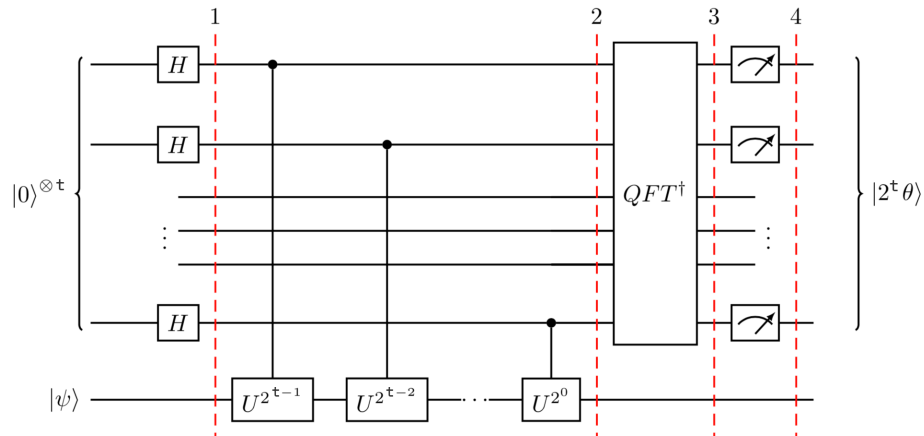 1 2 3 4
H
H
|0⟩^{⊗t} QFT^† |2^t θ⟩
⋮ ⋮
H
|ψ⟩ U^{2^{t−1}} U^{2^{t−2}} ⋯ U^{2^0}